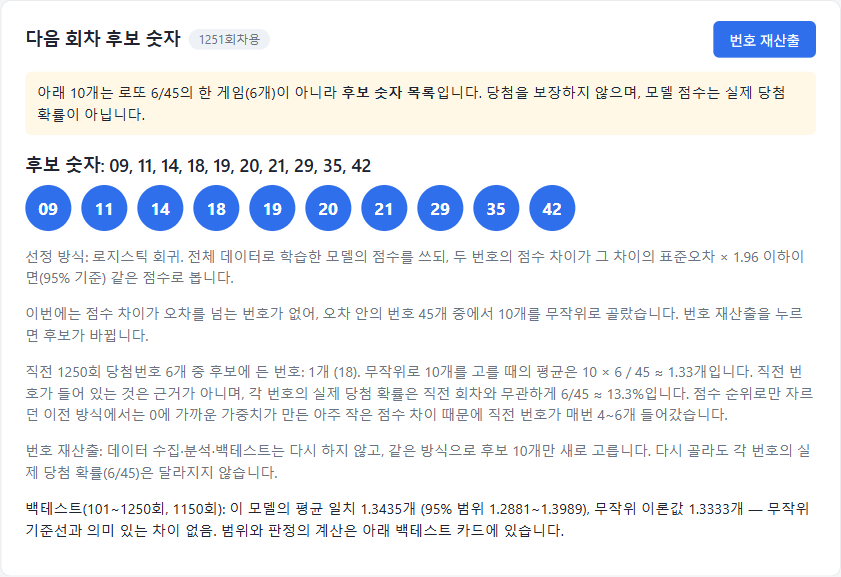 다음 회차 후보 숫자 1251회차용 번호 재산출
아래 10개는 로또 6/45의 한 게임(6개)이 아니라 후보 숫자 목록입니다. 당첨을 보장하지 않으며, 모델 점수는 실제 당첨
확률이 아닙니다.
후보 숫자: 09, 11, 14, 18, 19, 20, 21, 29, 35, 42
09 11 14 18 19 20 21 29 35 42
선정 방식: 로지스틱 회귀. 전체 데이터로 학습한 모델의 점수를 쓰되, 두 번호의 점수 차이가 그 차이의 표준오차 × 1.96 이하이
면(95% 기준) 같은 점수로 봅니다.
이번에는 점수 차이가 오차를 넘는 번호가 없어, 오차 안의 번호 45개 중에서 10개를 무작위로 골랐습니다. 번호 재산출을 누르
면 후보가 바뀝니다.
직전 1250회 당첨번호 6개 중 후보에 든 번호: 1개 (18). 무작위로 10개를 고를 때의 평균은 10 × 6 / 45 ≈ 1.33개입니다. 직전 번
호가 들어 있는 것은 근거가 아니며, 각 번호의 실제 당첨 확률은 직전 회차와 무관하게 6/45 ≈ 13.3%입니다. 점수 순위로만 자르
던 이전 방식에서는 0에 가까운 가중치가 만든 아주 작은 점수 차이 때문에 직전 번호가 매번 4~6개 들어갔습니다.
번호 재산출: 데이터 수집·분석·백테스트는 다시 하지 않고, 같은 방식으로 후보 10개만 새로 고릅니다. 다시 골라도 각 번호의 실
제 당첨 확률(6/45)은 달라지지 않습니다.
백테스트(101~1250회, 1150회): 이 모델의 평균 일치 1.3435개 (95% 범위 1.2881~1.3989), 무작위 이론값 1.3333개 — 무작위
기준선과 의미 있는 차이 없음. 범위와 판정의 계산은 아래 백테스트 카드에 있습니다.